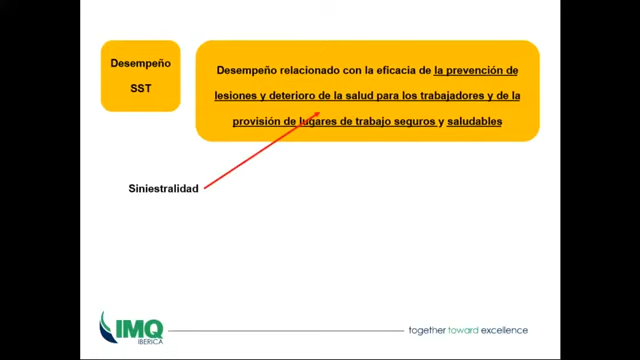 Desempeño
SST
Desempeño relacionado con la eficacia de la prevención de
lesiones y deterioro de la salud para los trabajadores y de la
provisión de lugares de trabajo seguros y saludables
Siniestralidad
IMQ
IBERICA
together toward excellence